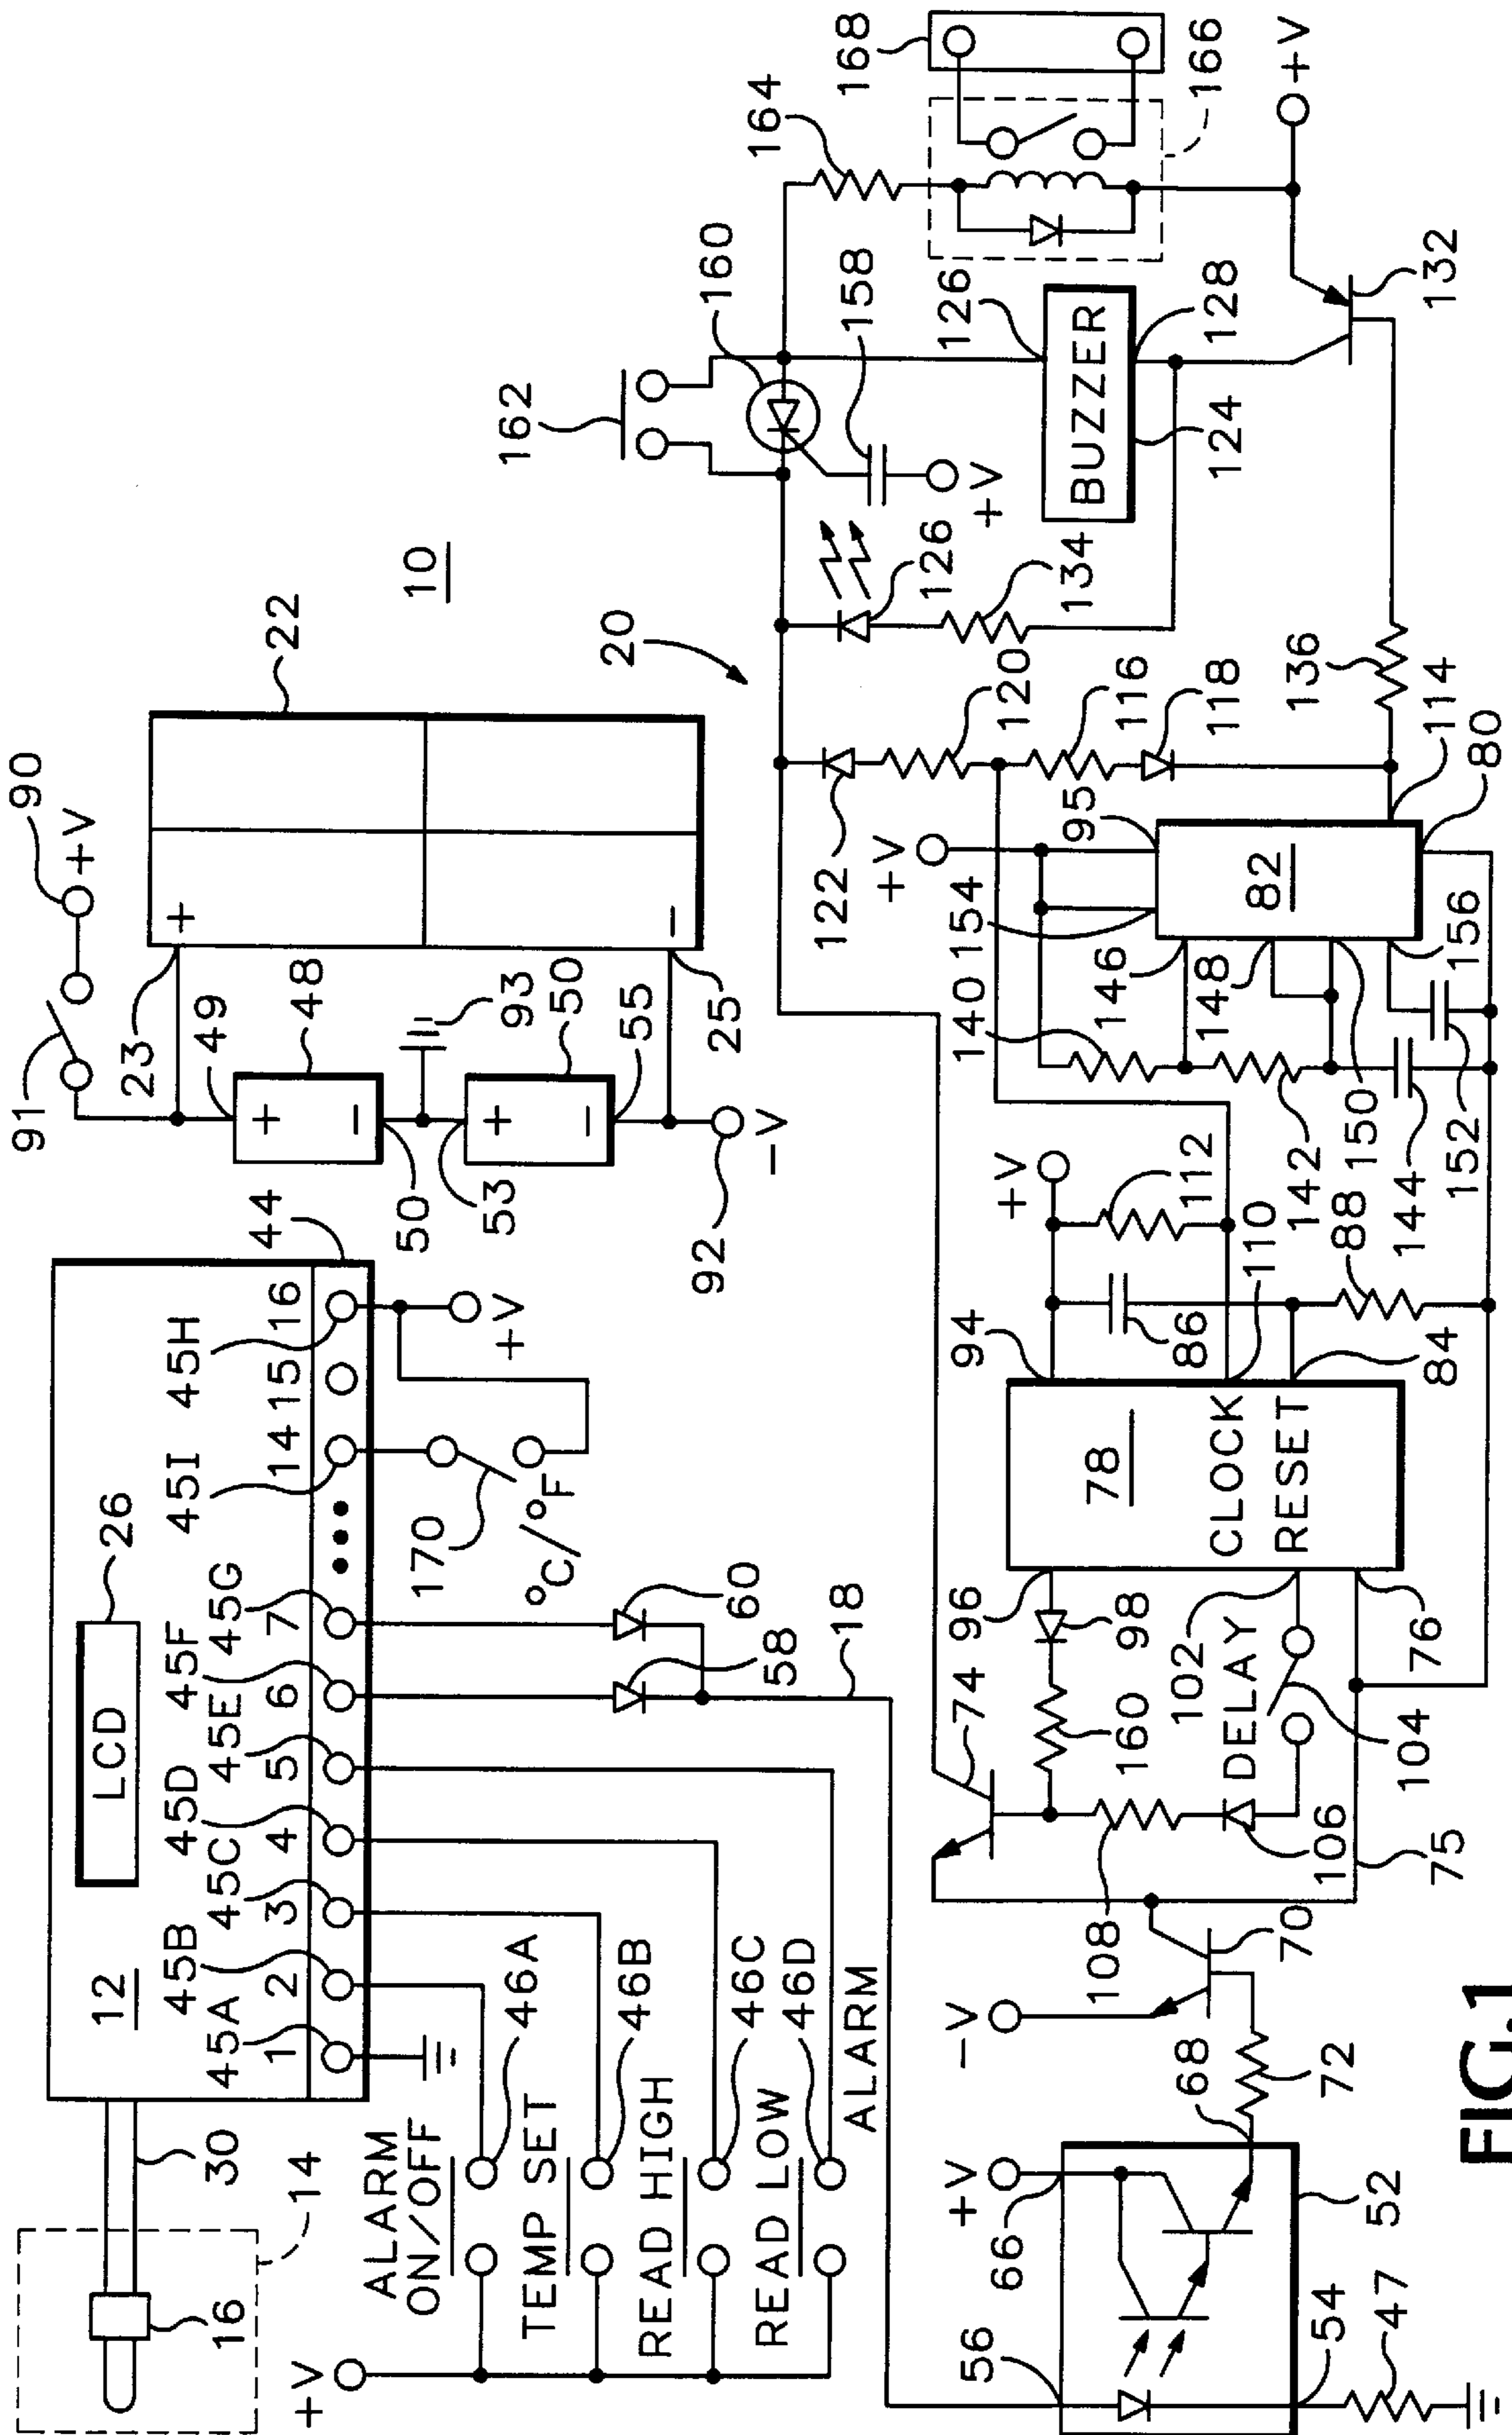 10
12
LCD
26
44
45A
45B
45C
45D
45E
45F
45G
45I
45H
1 2 3 4 5 6 7 14 15 16
30
14
16
+V
ALARM
ON/OFF
46A
TEMP SET
46B
READ HIGH
46C
READ LOW
46D
ALARM
60
58
18
170
°C/°F
+V
90
+V
91
23
+
49
+
48
−
50
93
53
+
50
−
55
25
−
92
−V
22
20
162
160
158
+V
164
168
166
126
BUZZER
128
124
+V
132
126
134
120
116
118
122
136
114
80
+V
95
154
82
140
146
148
142
150
156
152
144
+V
112
94
86
110
88
84
78
CLOCK
RESET
96
98
74
160
102
DELAY
76
104
106
75
108
70
−V
68
72
+V
66
52
56
54
47
FIG.1